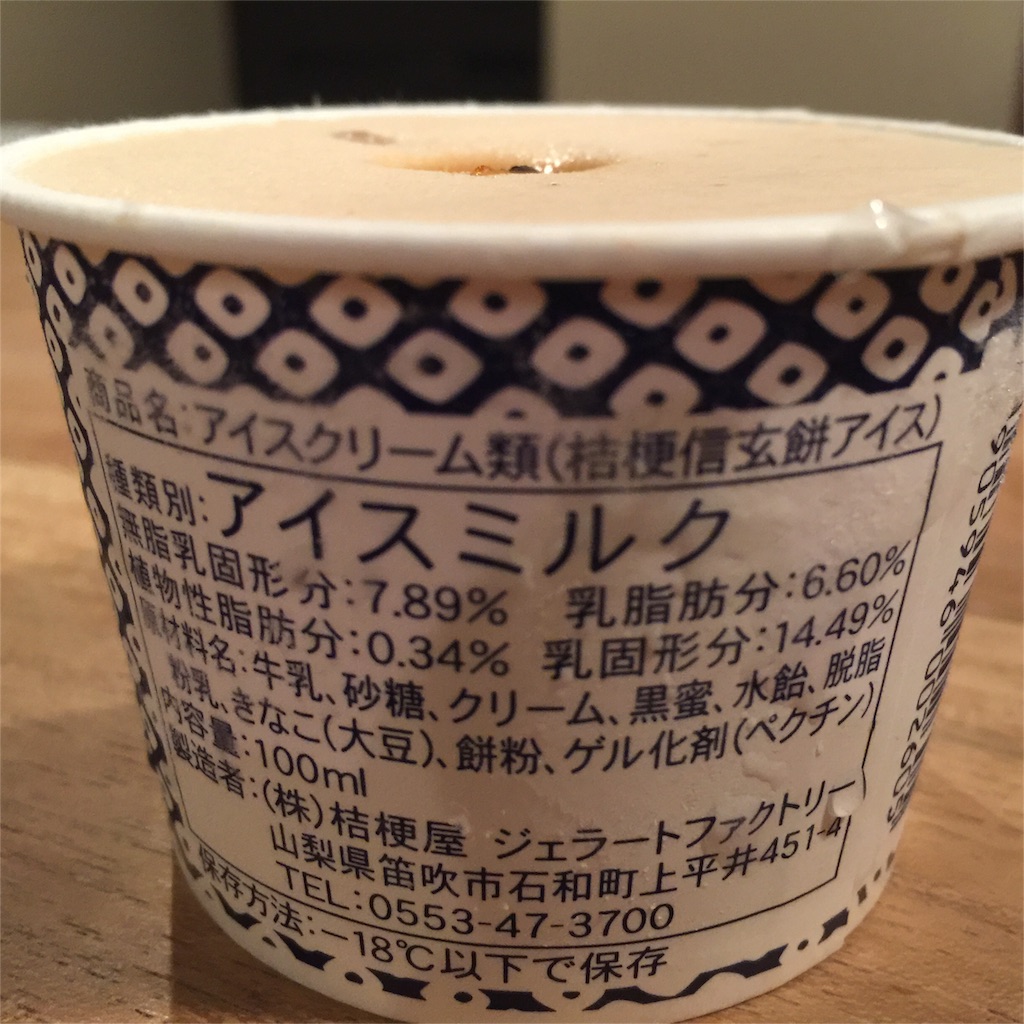 商品名:アイスクリーム類(桔梗信玄餅アイス)
種類別:アイスミルク
無脂乳固形分:7.89% 乳脂肪分:6.60%
植物性脂肪分:0.34% 乳固形分:14.49%
原材料名:牛乳、砂糖、クリーム、黒蜜、水飴、脱脂
粉乳、きなこ(大豆)、餅粉、ゲル化剤(ペクチン)
内容量:100ml
製造者:(株)桔梗屋 ジェラートファクトリー
山梨県笛吹市石和町上平井451-4
TEL:0553-47-3700
保存方法:−18℃以下で保存